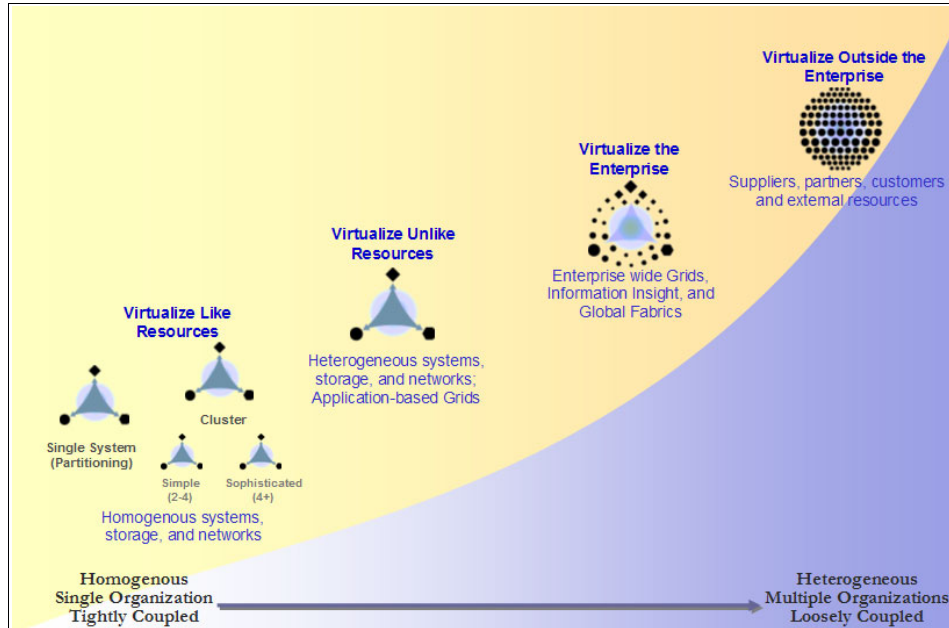 Virtualize Outside the
Enterprise
Suppliers, partners, customers
and external resources
Virtualize the
Enterprise
Enterprise wide Grids,
Information Insight, and
Global Fabrics
Virtualize Unlike
Resources
Heterogeneous systems,
storage, and networks;
Application-based Grids
Virtualize Like
Resources
Single System
(Partitioning)
Cluster
Simple
(2-4)
Sophisticated
(4+)
Homogenous systems,
storage, and networks
Homogenous
Single Organization
Tightly Coupled
Heterogeneous
Multiple Organizations
Loosely Coupled